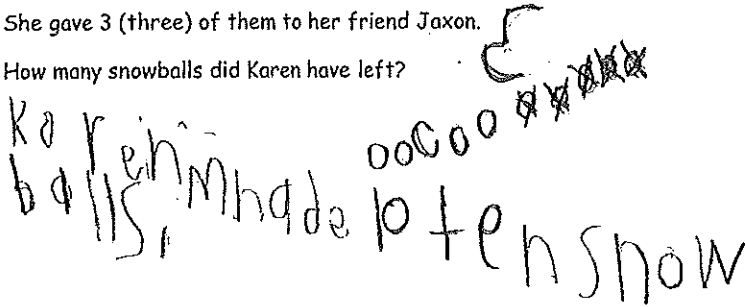 She gave 3 (three) of them to her friend Jaxon.
How many snowballs did Karen have left?
Karen Mhade 10 ten snow
balls,